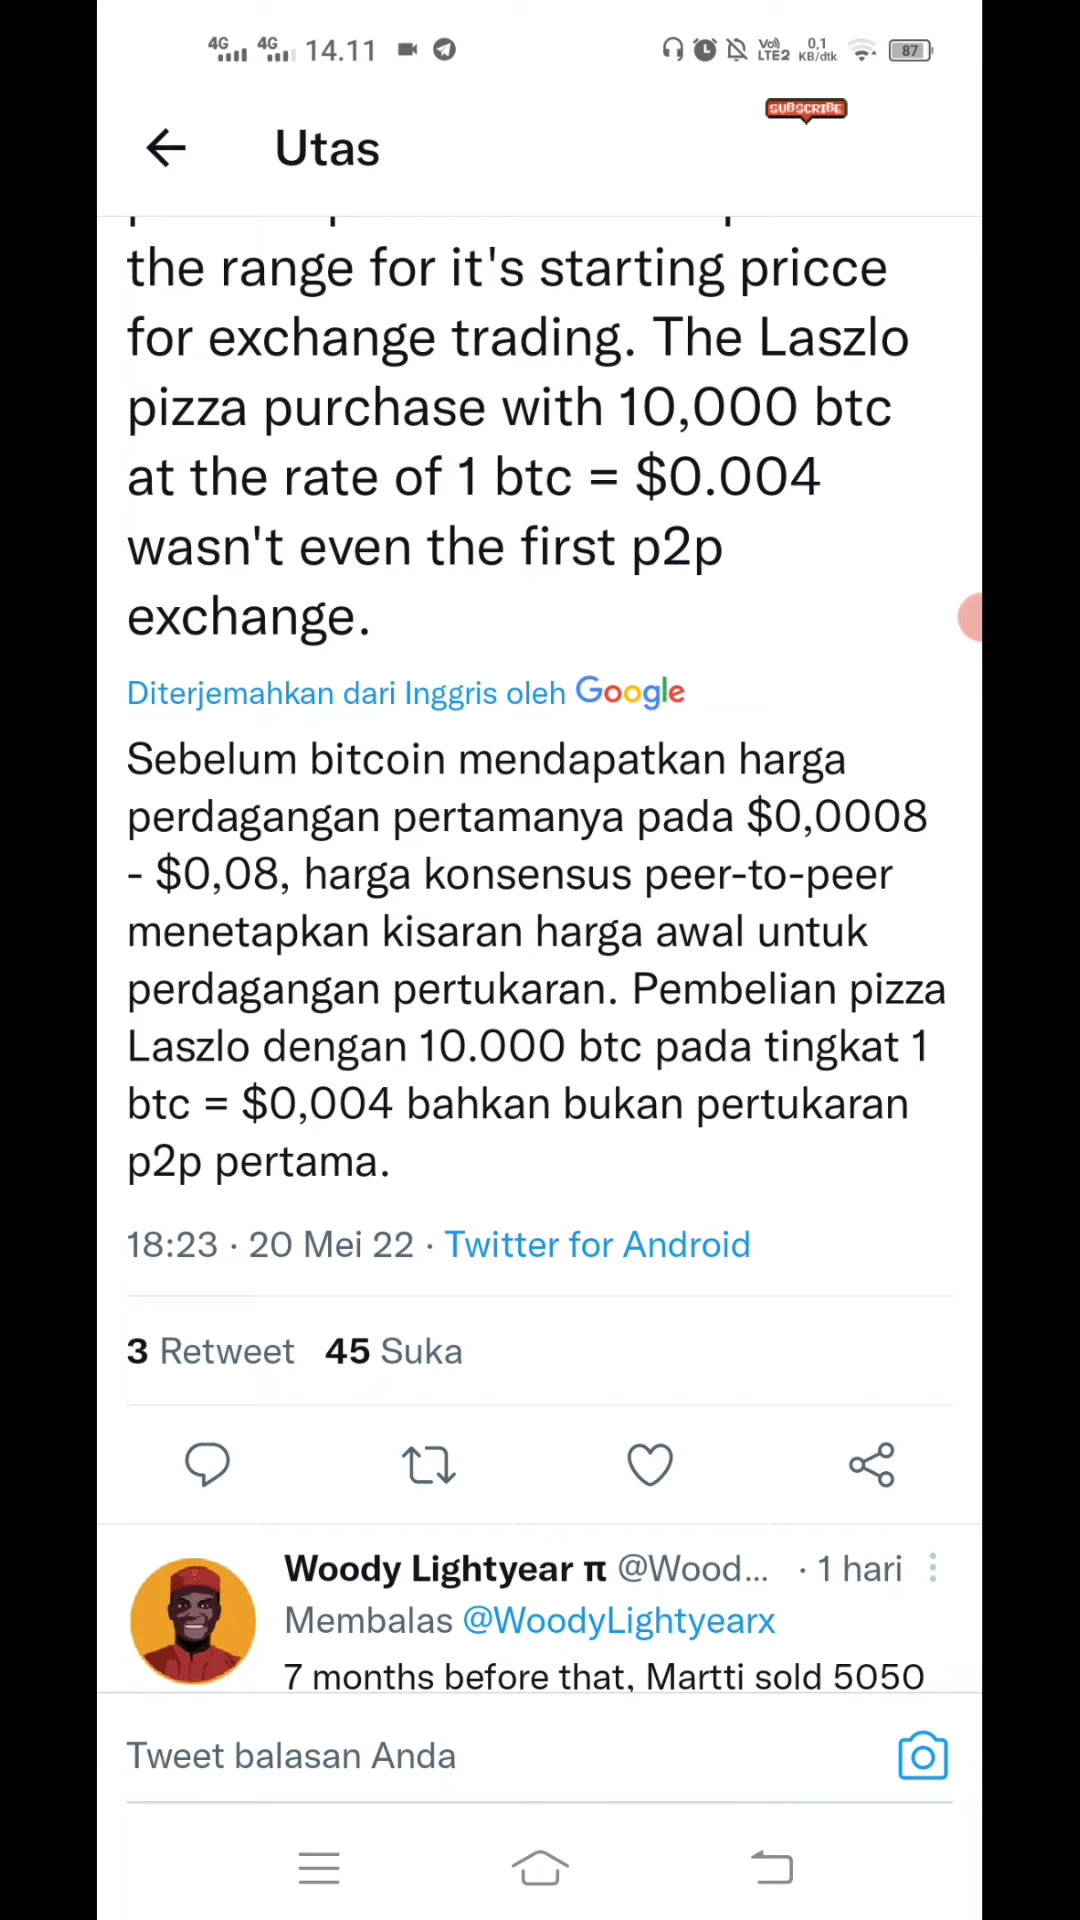 4G 4G 14.11 Vo) LTE2 0,1 KB/dtk 87
SUBSCRIBE
Utas
the range for it's starting pricce
for exchange trading. The Laszlo
pizza purchase with 10,000 btc
at the rate of 1 btc = $0.004
wasn't even the first p2p
exchange.
Diterjemahkan dari Inggris oleh Google
Sebelum bitcoin mendapatkan harga
perdagangan pertamanya pada $0,0008
- $0,08, harga konsensus peer-to-peer
menetapkan kisaran harga awal untuk
perdagangan pertukaran. Pembelian pizza
Laszlo dengan 10.000 btc pada tingkat 1
btc = $0,004 bahkan bukan pertukaran
p2p pertama.
18:23 · 20 Mei 22 · Twitter for Android
3 Retweet 45 Suka
Woody Lightyear π @Wood... · 1 hari
Membalas @WoodyLightyearx
7 months before that, Martti sold 5050
Tweet balasan Anda